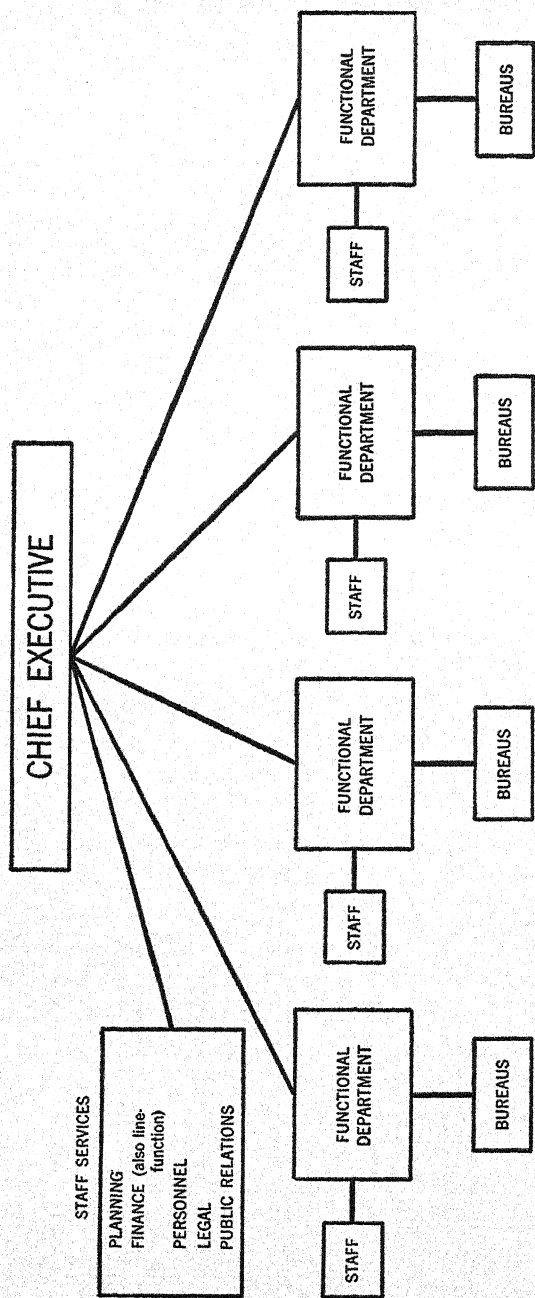 CHIEF EXECUTIVE
STAFF SERVICES
PLANNING
FINANCE (also line-
function)
PERSONNEL
LEGAL
PUBLIC RELATIONS
STAFF
FUNCTIONAL
DEPARTMENT
BUREAUS
STAFF
FUNCTIONAL
DEPARTMENT
BUREAUS
STAFF
FUNCTIONAL
DEPARTMENT
BUREAUS
STAFF
FUNCTIONAL
DEPARTMENT
BUREAUS